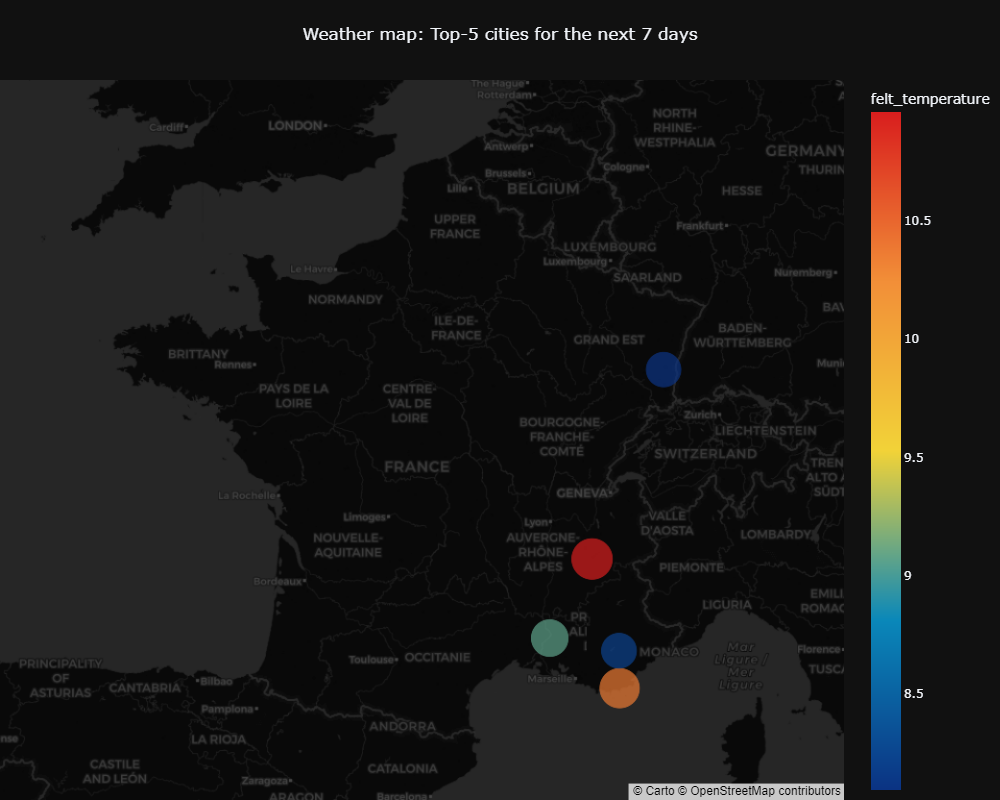 Weather map: Top-5 cities for the next 7 days
The Hague
Rotterdam
Cardiff
LONDON
NORTH
RHINE-
WESTPHALIA
Antwerp
GERMANY
Brussels
Cologne
THURIN
Lille
BELGIUM
HESSE
UPPER
FRANCE
Frankfurt
LUXEMBOURG
Luxembourg
Le Havre
SAARLAND
Nuremberg
NORMANDY
BAV
ILE-DE-
FRANCE
BADEN-
WÜRTTEMBERG
GRAND EST
BRITTANY
Rennes
Muni
PAYS DE LA
LOIRE
CENTRE-
VAL DE
LOIRE
Zurich
BOURGOGNE-
FRANCHE-
COMTÉ
LIECHTENSTEIN
SWITZERLAND
FRANCE
TREN
ALTO A
SÜDT
La Rochelle
GENEVA
Limoges
Lyon
VALLE
D'AOSTA
NOUVELLE-
AQUITAINE
AUVERGNE-
RHÔNE-
ALPES
LOMBARDY
PIEMONTE
Bordeaux
EMILI
ROMAG
LIGURIA
PR
AL
Toulouse
OCCITANIE
MONACO
Mar
Ligure /
Mer
Ligure
Florence
TUSCA
PRINCIPALITY
OF
ASTURIAS
CANTABRIA
Bilbao
Marseille
Pamplona
ANDORRA
LA RIOJA
nse
CASTILE
AND LEÓN
CATALONIA
Zaragoza
ARAGON
Barcelona
© Carto © OpenStreetMap contributors
felt_temperature
10.5
10
9.5
9
8.5